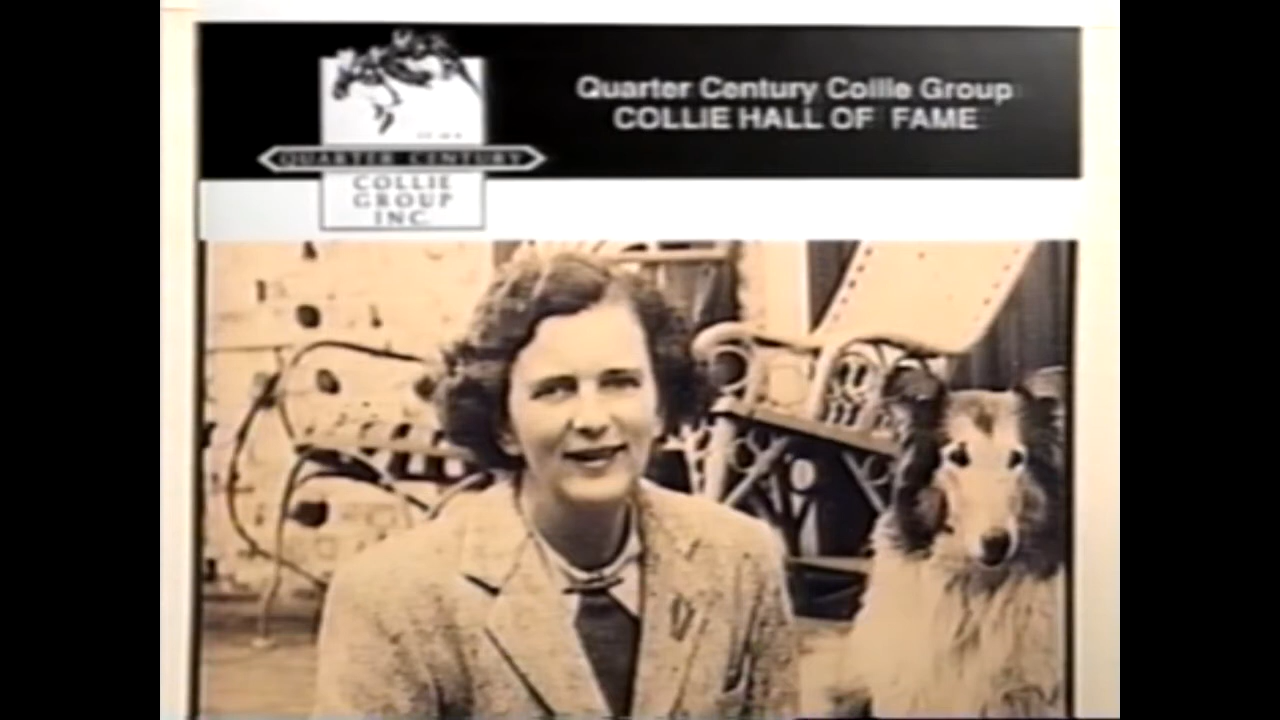 Quarter Century Collie Group
COLLIE HALL OF FAME
QUARTER CENTURY
COLLIE
GROUP
INC.